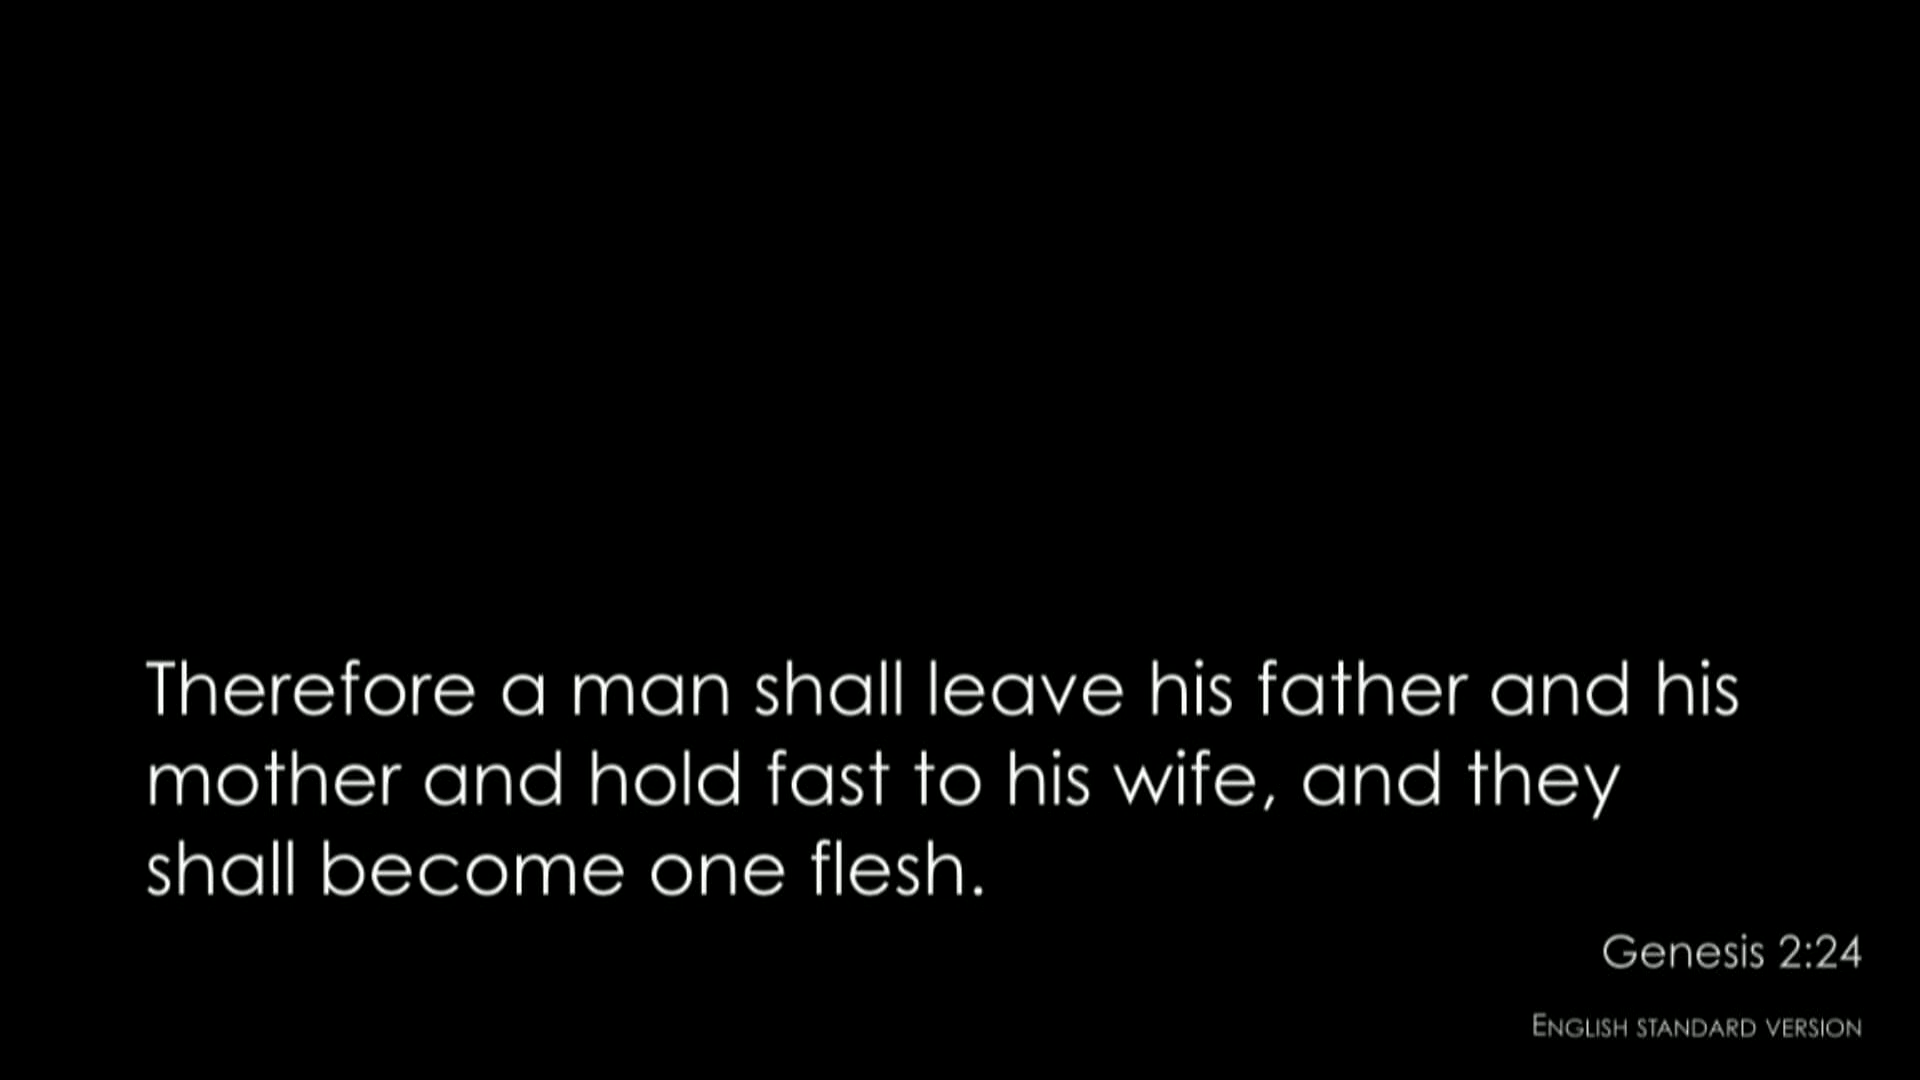 Therefore a man shall leave his father and his
mother and hold fast to his wife, and they
shall become one flesh.
Genesis 2:24
ENGLISH STANDARD VERSION